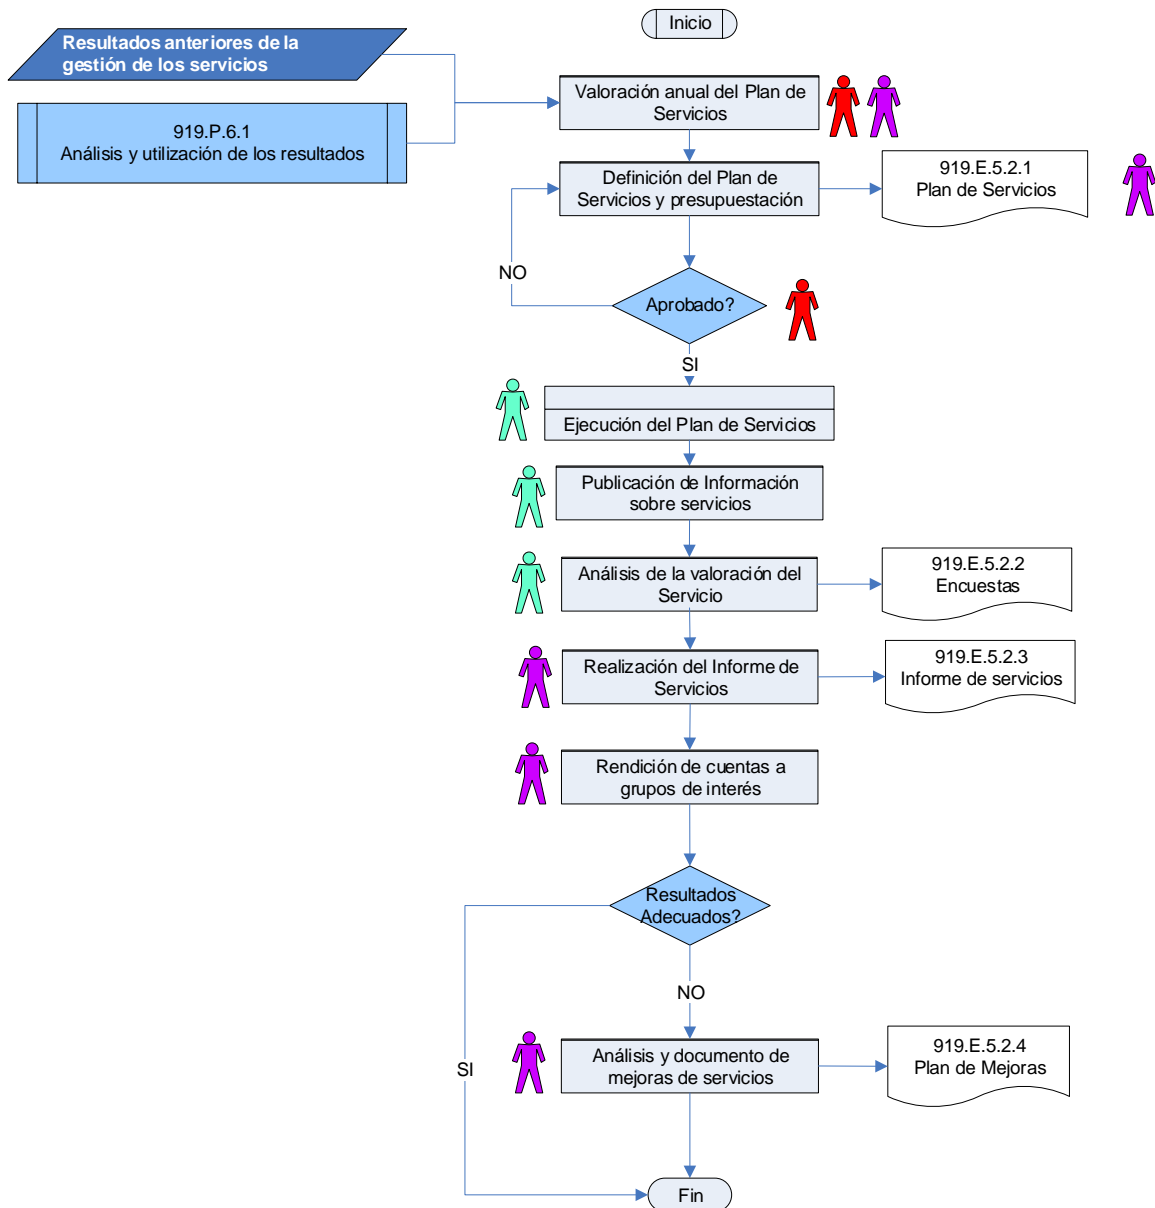 Inicio
Resultados anteriores de la
gestión de los servicios
919.P.6.1
Análisis y utilización de los resultados
Valoración anual del Plan de
Servicios
Definición del Plan de
Servicios y presupuestación
919.E.5.2.1
Plan de Servicios
NO
Aprobado?
SI
Ejecución del Plan de Servicios
Publicación de Información
sobre servicios
Análisis de la valoración del
Servicio
919.E.5.2.2
Encuestas
Realización del Informe de
Servicios
919.E.5.2.3
Informe de servicios
Rendición de cuentas a
grupos de interés
Resultados
Adecuados?
NO
SI
Análisis y documento de
mejoras de servicios
919.E.5.2.4
Plan de Mejoras
Fin